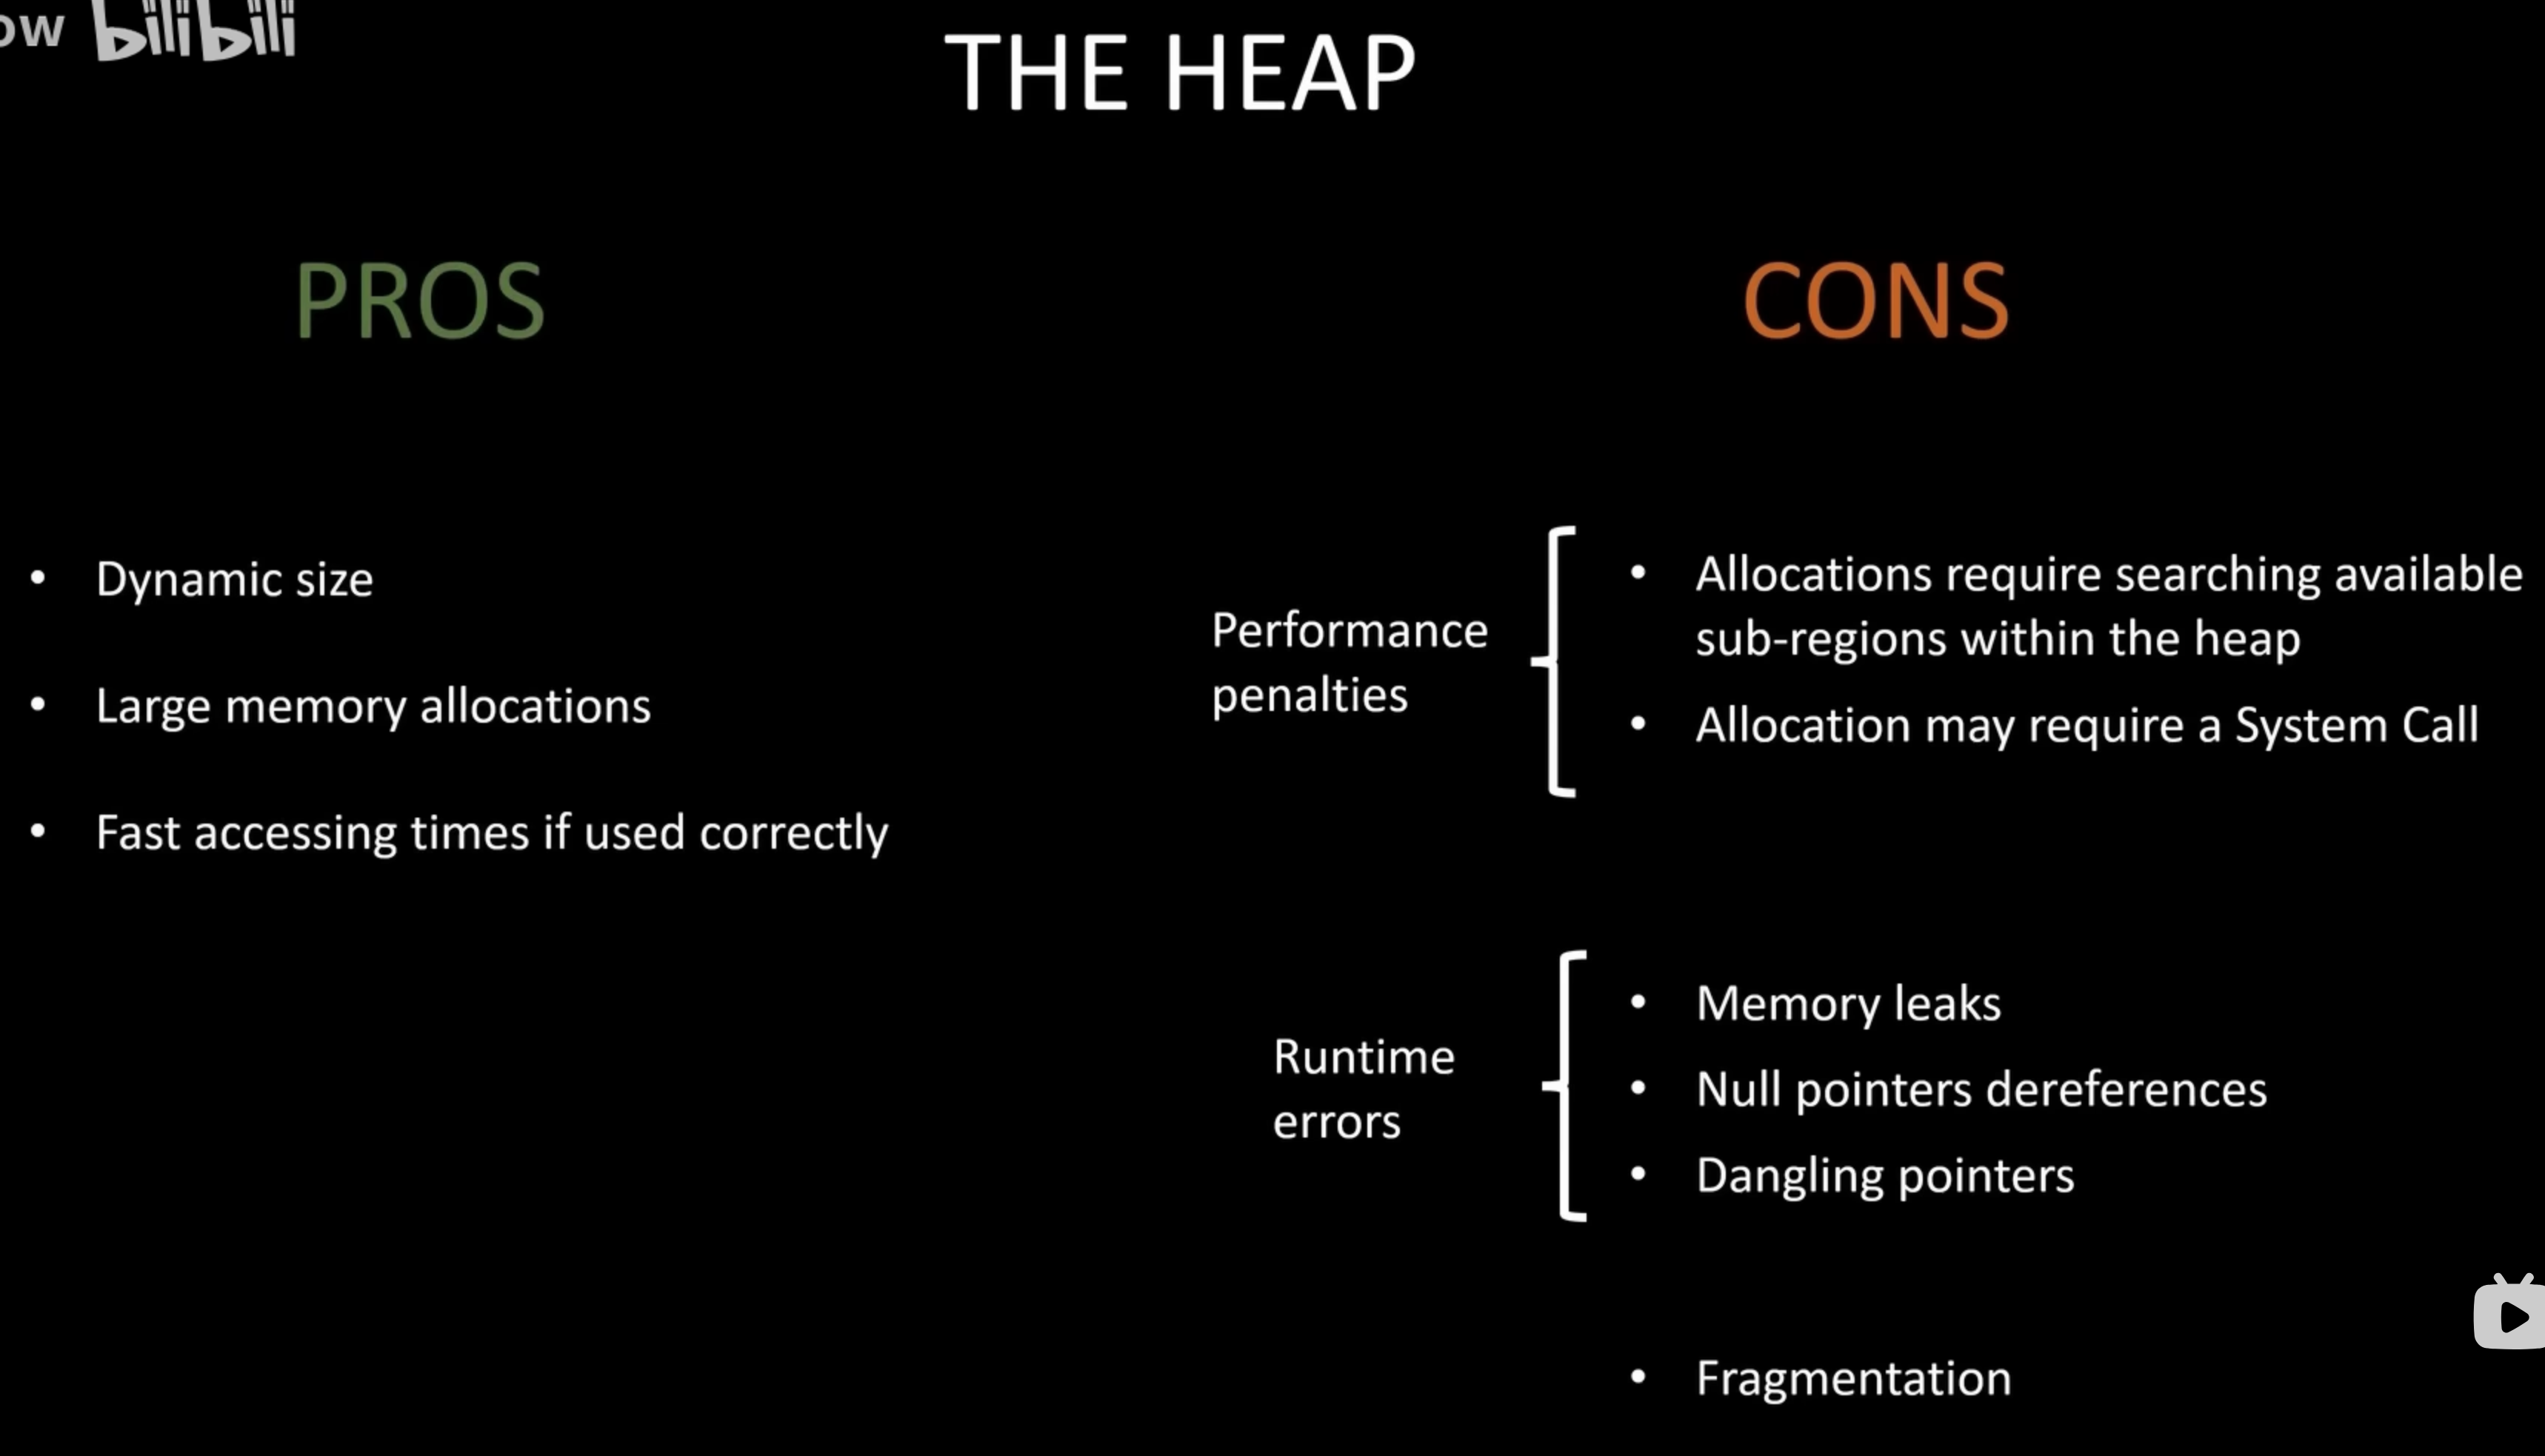 bilibili
THE HEAP
PROS
• Dynamic size
• Large memory allocations
• Fast accessing times if used correctly
CONS
Performance
penalties
• Allocations require searching available
sub-regions within the heap
• Allocation may require a System Call
Runtime
errors
• Memory leaks
• Null pointers dereferences
• Dangling pointers
• Fragmentation